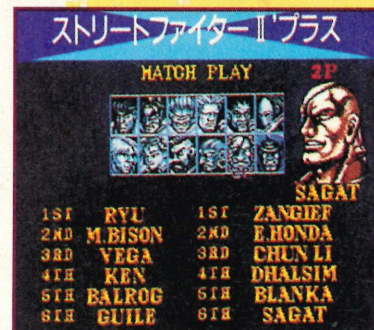 ストリートファイターⅡ'プラス
MATCH PLAY 2P
SAGAT
1ST RYU 1ST ZANGIEF
2ND M.BISON 2ND E.HONDA
3RD VEGA 3RD CHUN LI
4TH KEN 4TH DHALSIM
5TH BALROG 5TH BLANKA
6TH GUILE 6TH SAGAT